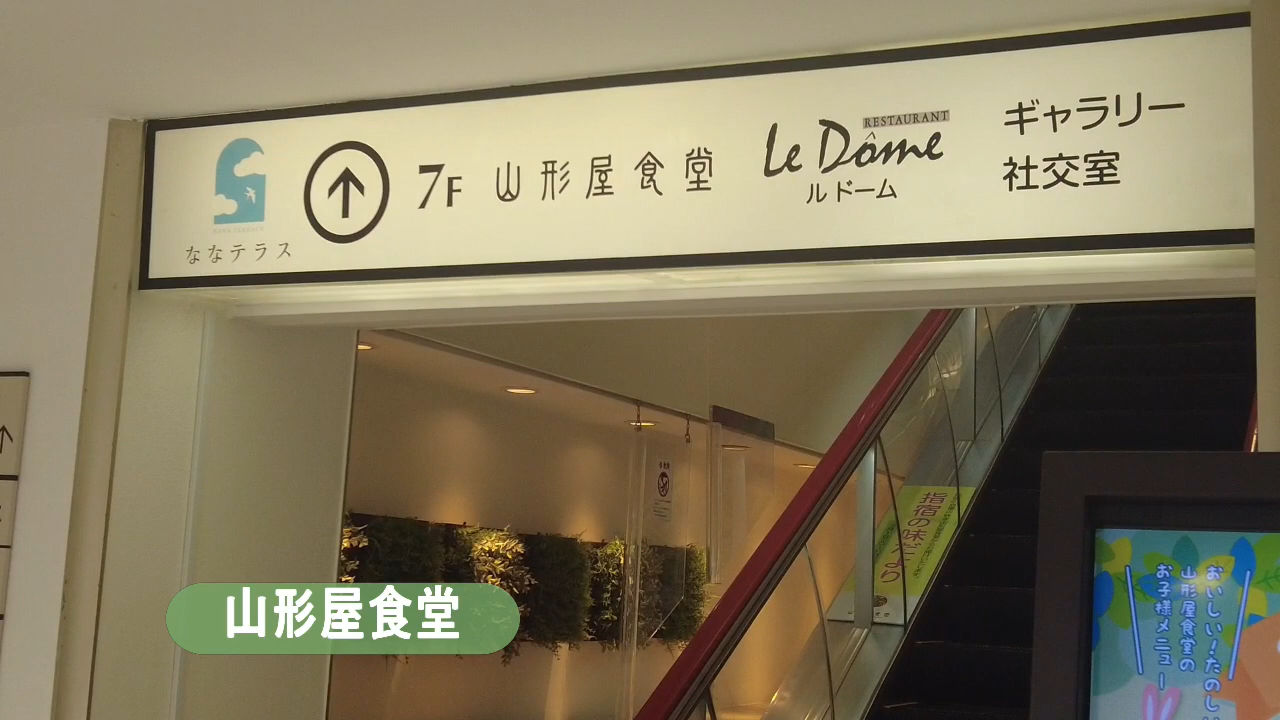 ななテラス
7F 山形屋食堂
RESTAURANT
Le Dôme
ル ドーム
ギャラリー
社交室
指宿の味だより
おいしい!たのし
山形屋食堂の
お子様メニュー
山形屋食堂